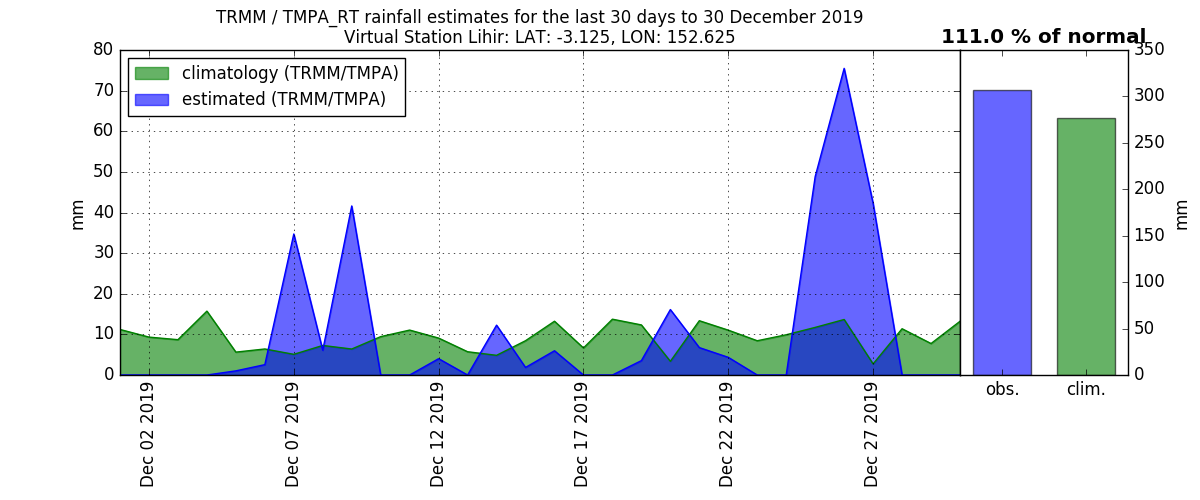 TRMM / TMPA_RT rainfall estimates for the last 30 days to 30 December 2019
Virtual Station Lihir: LAT: -3.125, LON: 152.625
111.0 % of normal
climatology (TRMM/TMPA)
estimated (TRMM/TMPA)
mm
80
70
60
50
40
30
20
10
0
Dec 02 2019
Dec 07 2019
Dec 12 2019
Dec 17 2019
Dec 22 2019
Dec 27 2019
350
300
250
200
150
100
50
0
mm
obs.
clim.